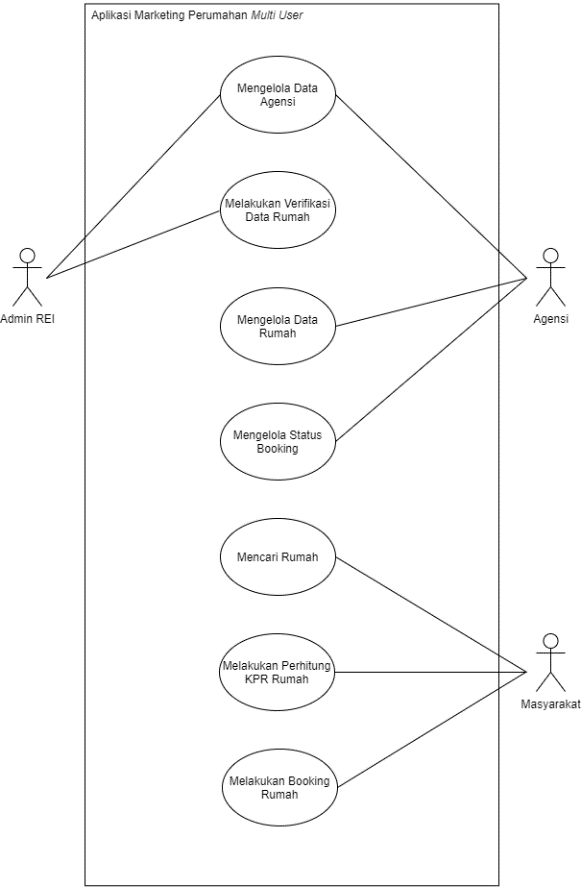 Aplikasi Marketing Perumahan Multi User
Mengelola Data
Agensi
Melakukan Verifikasi
Data Rumah
Admin REI
Agensi
Mengelola Data
Rumah
Mengelola Status
Booking
Mencari Rumah
Melakukan Perhitung
KPR Rumah
Masyarakat
Melakukan Booking
Rumah